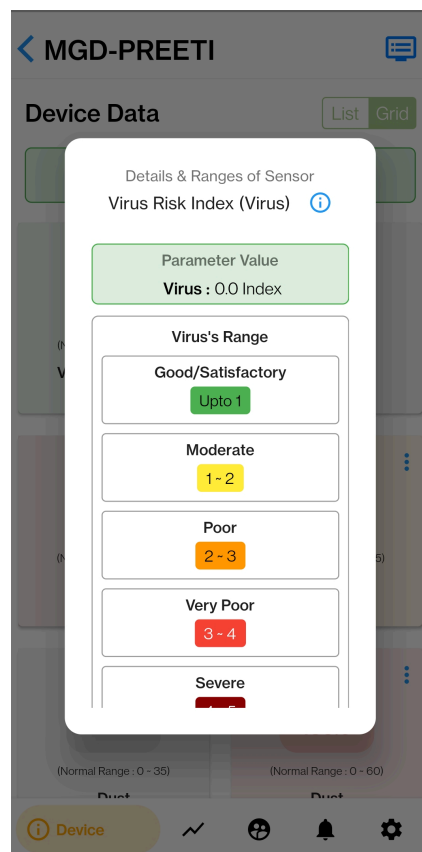 MGD-PREETI
Device Data
List Grid
Details & Ranges of Sensor
Virus Risk Index (Virus)
Parameter Value
Virus : 0.0 Index
Virus's Range
Good/Satisfactory
Upto 1
Moderate
1 ~ 2
Poor
2 ~ 3
Very Poor
3 ~ 4
Severe
(Normal Range : 0 ~ 35) (Normal Range : 0 ~ 60)
Dust Dust
Device